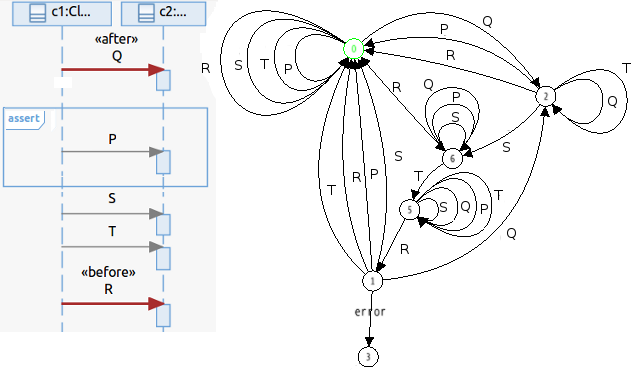 c1:Cl... c2:...
«after»
Q
assert
P
S
T
«before»
R
0
Q
P
R
R S T P
T
2
Q
R
Q
P
S
6
S
S
T
T R P
5
S Q P T
R
Q
1
error
3